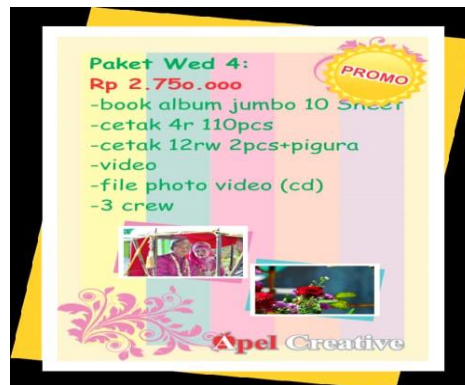 Paket Wed 4:
Rp 2.750.000
PROMO
-book album jumbo 10 Sheet
-cetak 4r 110pcs
-cetak 12rw 2pcs+pigura
-video
-file photo video (cd)
-3 crew
Apel Creative